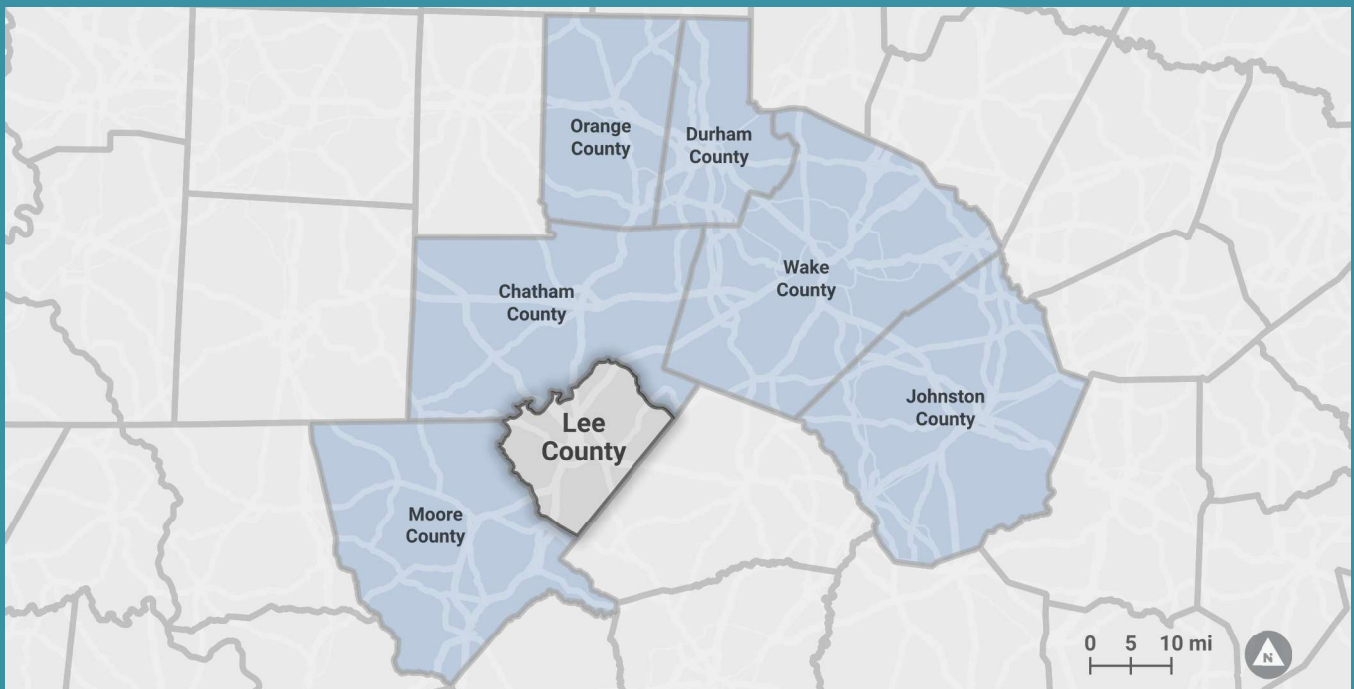 Orange
County
Durham
County
Wake
County
Chatham
County
Johnston
County
Lee
County
Moore
County
0 5 10 mi
N